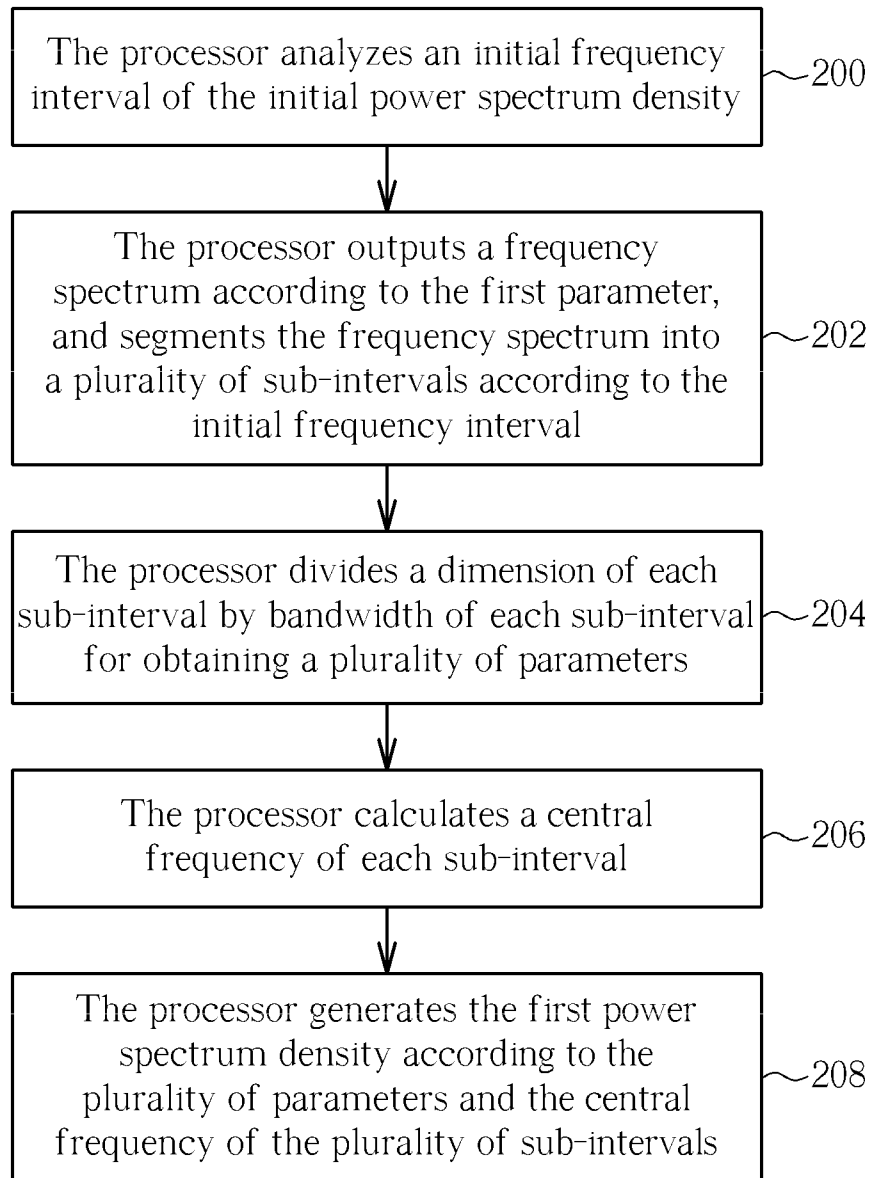 The processor analyzes an initial frequency
interval of the initial power spectrum density
200
The processor outputs a frequency
spectrum according to the first parameter,
and segments the frequency spectrum into
a plurality of sub-intervals according to the
initial frequency interval
202
The processor divides a dimension of each
sub-interval by bandwidth of each sub-interval
for obtaining a plurality of parameters
204
The processor calculates a central
frequency of each sub-interval
206
The processor generates the first power
spectrum density according to the
plurality of parameters and the central
frequency of the plurality of sub-intervals
208